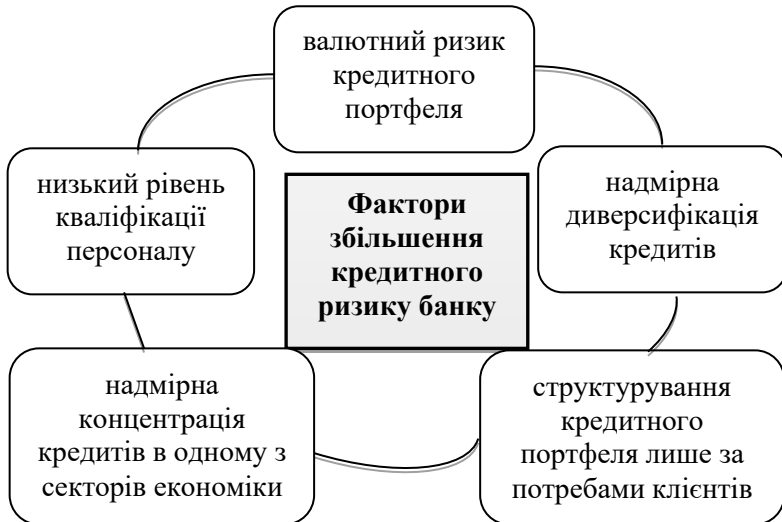 валютний ризик
кредитного
портфеля
низький рівень
кваліфікації
персоналу
Фактори
збільшення
кредитного
ризику банку
надмірна
диверсифікація
кредитів
надмірна
концентрація
кредитів в одному з
секторів економіки
структурування
кредитного
портфеля лише за
потребами клієнтів